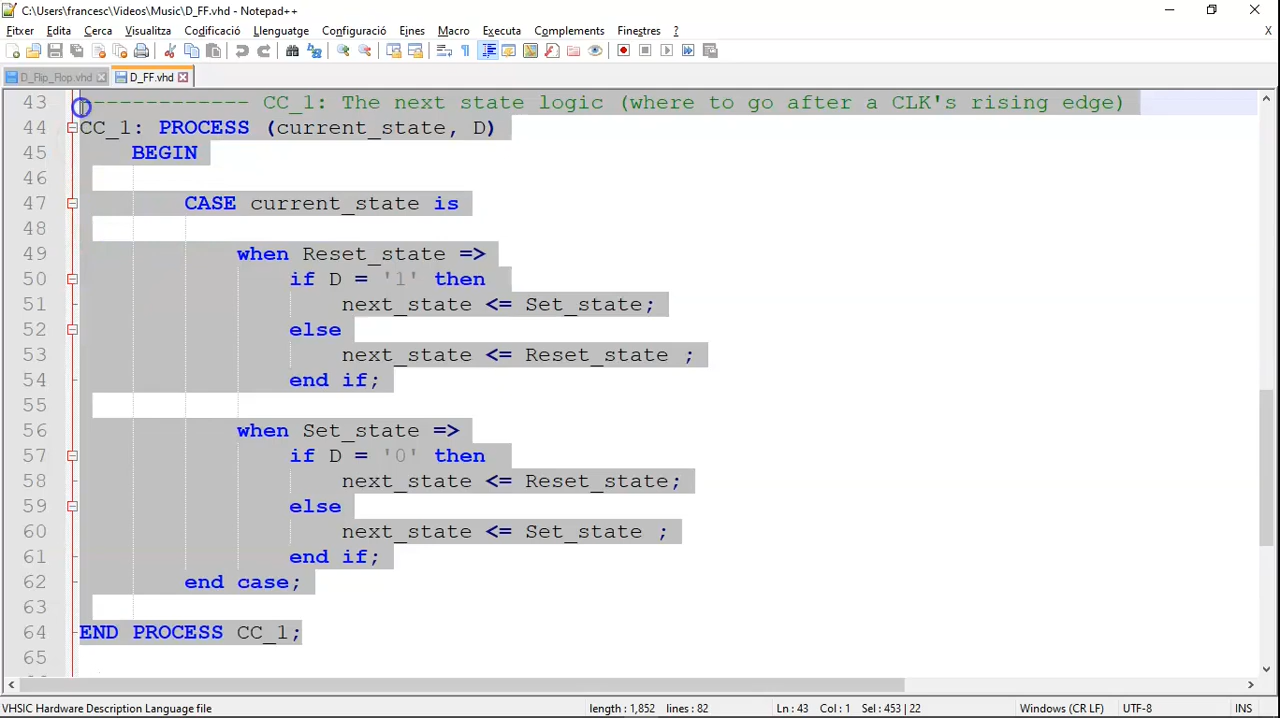 C:\Users\francesc\Videos\Music\D_FF.vhd - Notepad++
Fitxer Edita Cerca Visualitza Codificació Llenguatge Configuració Eines Macro Executa Complements Finestres ? X
D_Flip_Flop.vhd D_FF.vhd
43 ------------- CC_1: The next state logic (where to go after a CLK's rising edge)
44 CC_1: PROCESS (current_state, D)
45 BEGIN
46
47 CASE current_state is
48
49 when Reset_state =>
50 if D = '1' then
51 next_state <= Set_state;
52 else
53 next_state <= Reset_state ;
54 end if;
55
56 when Set_state =>
57 if D = '0' then
58 next_state <= Reset_state;
59 else
60 next_state <= Set_state ;
61 end if;
62 end case;
63
64 END PROCESS CC_1;
65
VHSIC Hardware Description Language file length : 1,852 lines : 82 Ln : 43 Col : 1 Sel : 453 | 22 Windows (CR LF) UTF-8 INS